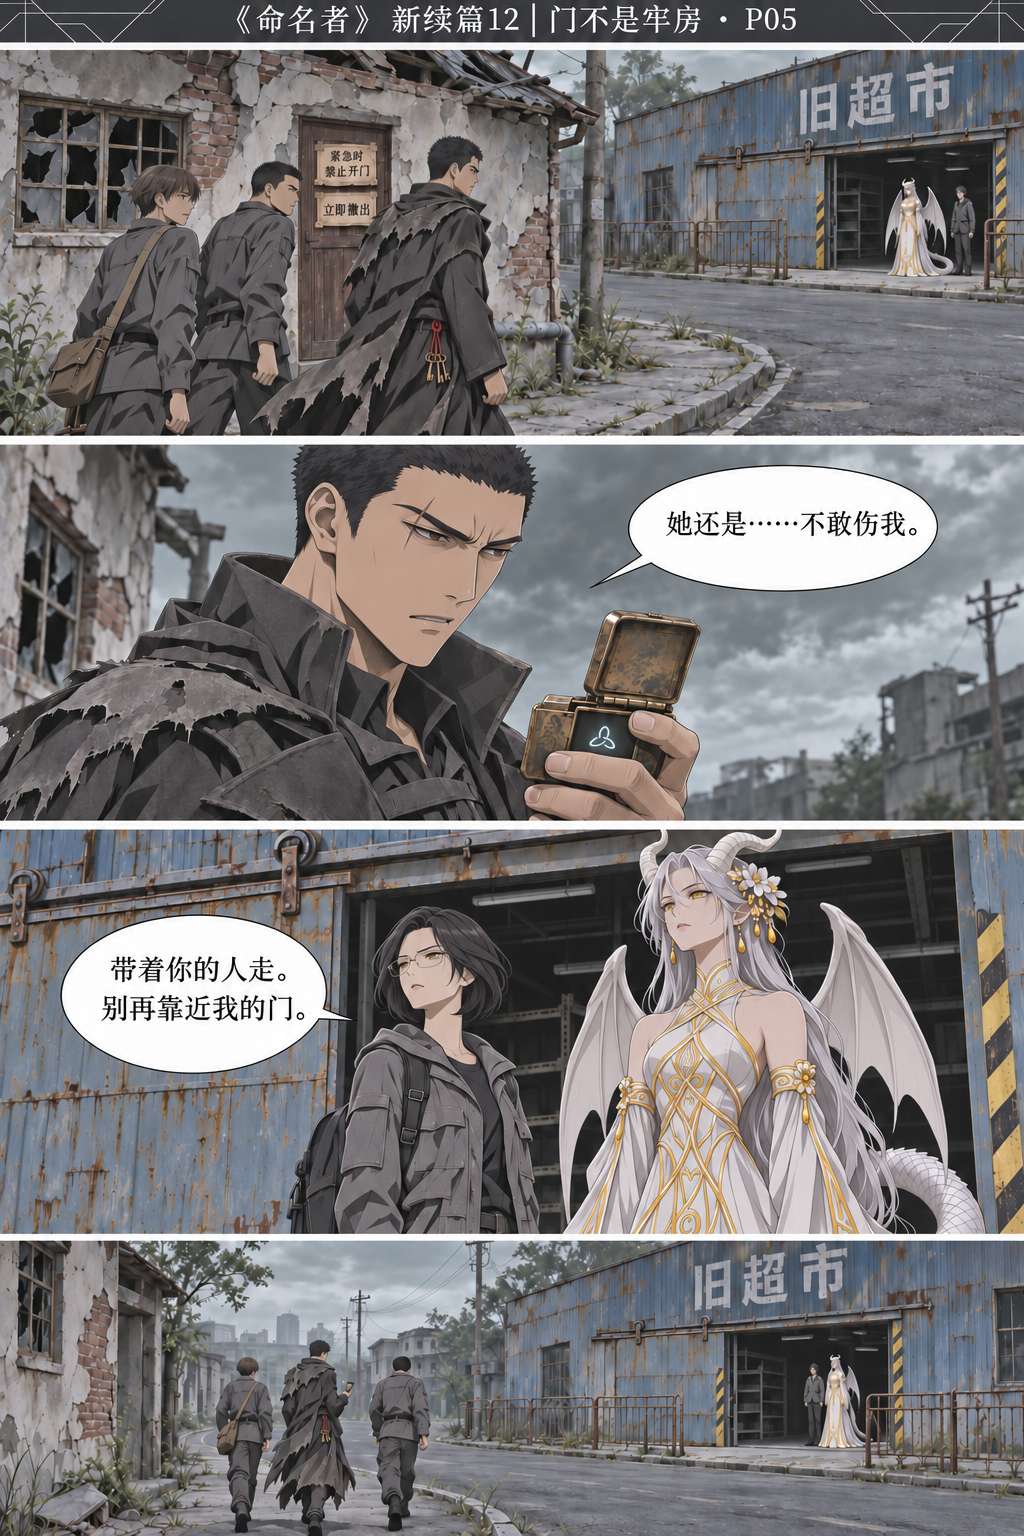 《命名者》新续篇12 | 门不是牢房 · P05
紧急时
禁止开门
立即撤出
旧超市
她还是……不敢伤我。
带着你的人走。
别再靠近我的门。
旧超市